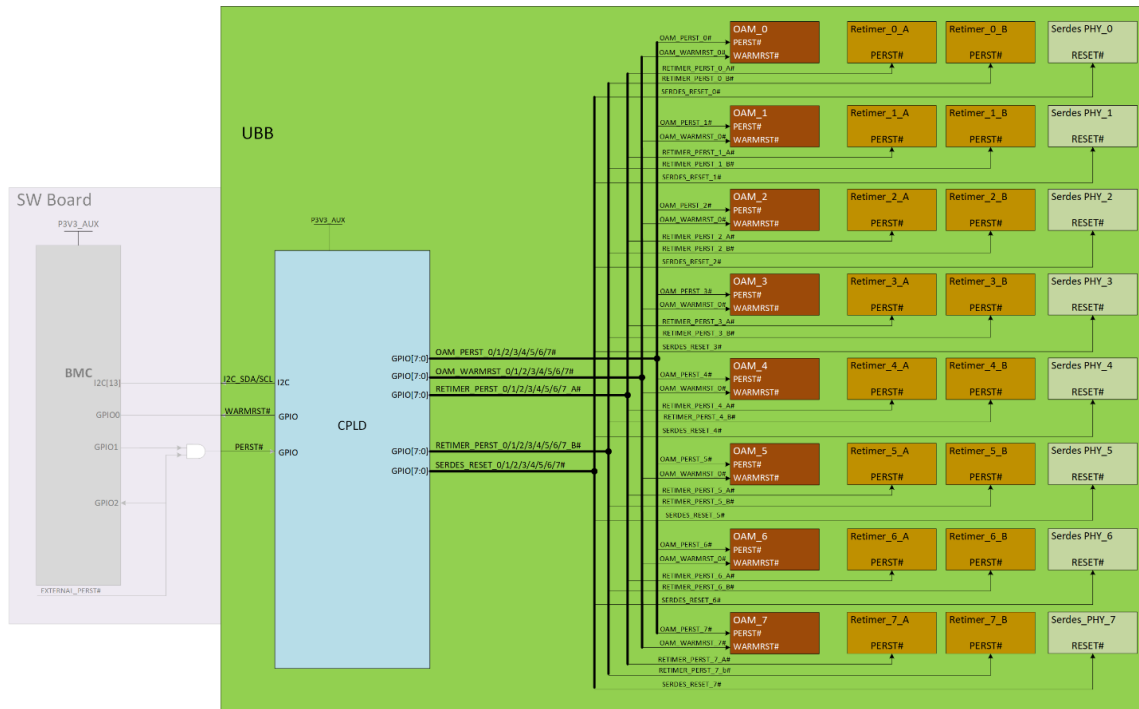 UBB
SW Board
P3V3_AUX
BMC
I2C[13]
GPIO0
GPIO1
GPIO2
EXTERNAL_PERST#
I2C_SDA/SCL
WARMRST#
PERST#
P3V3_AUX
CPLD
I2C
GPIO
GPIO
GPIO[7:0]
GPIO[7:0]
GPIO[7:0]
GPIO[7:0]
GPIO[7:0]
OAM_PERST_0/1/2/3/4/5/6/7#
OAM_WARMRST_0/1/2/3/4/5/6/7#
RETIMER_PERST_0/1/2/3/4/5/6/7_A#
RETIMER_PERST_0/1/2/3/4/5/6/7_B#
SERDES_RESET_0/1/2/3/4/5/6/7#
OAM_PERST_0#
OAM_WARMRST_0#
RETIMER_PERST_0_A#
RETIMER_PERST_0_B#
SERDES_RESET_0#
OAM_0
PERST#
WARMRST#
Retimer_0_A
PERST#
Retimer_0_B
PERST#
Serdes PHY_0
RESET#
OAM_PERST_1#
OAM_WARMRST_0#
RETIMER_PERST_1_A#
RETIMER_PERST_1_B#
SERDES_RESET_1#
OAM_1
PERST#
WARMRST#
Retimer_1_A
PERST#
Retimer_1_B
PERST#
Serdes PHY_1
RESET#
OAM_PERST_2#
OAM_WARMRST_0#
RETIMER_PERST_2_A#
RETIMER_PERST_2_B#
SERDES_RESET_2#
OAM_2
PERST#
WARMRST#
Retimer_2_A
PERST#
Retimer_2_B
PERST#
Serdes PHY_2
RESET#
OAM_PERST_3#
OAM_WARMRST_0#
RETIMER_PERST_3_A#
RETIMER_PERST_3_B#
SERDES_RESET_3#
OAM_3
PERST#
WARMRST#
Retimer_3_A
PERST#
Retimer_3_B
PERST#
Serdes PHY_3
RESET#
OAM_PERST_4#
OAM_WARMRST_0#
RETIMER_PERST_4_A#
RETIMER_PERST_4_B#
SERDES_RESET_4#
OAM_4
PERST#
WARMRST#
Retimer_4_A
PERST#
Retimer_4_B
PERST#
Serdes PHY_4
RESET#
OAM_PERST_5#
OAM_WARMRST_0#
RETIMER_PERST_5_A#
RETIMER_PERST_5_B#
SERDES_RESET_5#
OAM_5
PERST#
WARMRST#
Retimer_5_A
PERST#
Retimer_5_B
PERST#
Serdes PHY_5
RESET#
OAM_PERST_6#
OAM_WARMRST_0#
RETIMER_PERST_6_A#
RETIMER_PERST_6_B#
SERDES_RESET_6#
OAM_6
PERST#
WARMRST#
Retimer_6_A
PERST#
Retimer_6_B
PERST#
Serdes PHY_6
RESET#
OAM_PERST_7#
OAM_WARMRST_7#
RETIMER_PERST_7_A#
RETIMER_PERST_7_b#
SERDES_RESET_7#
OAM_7
PERST#
WARMRST#
Retimer_7_A
PERST#
Retimer_7_B
PERST#
Serdes_PHY_7
RESET#